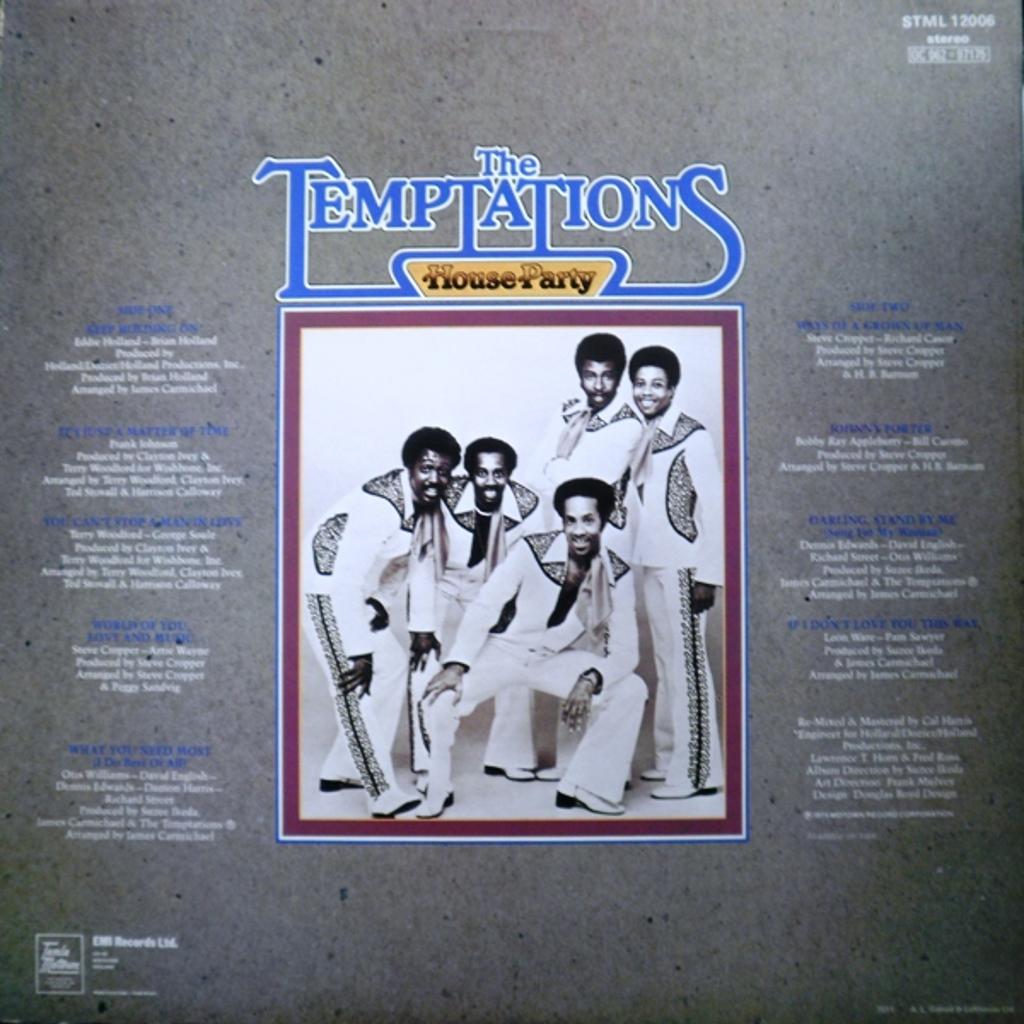 STML 12006
stereo
OC 062 - 97175
The
TEMPTATIONS
House Party
SIDE ONE
KEEP HOLDING ON
Eddie Holland – Brian Holland
Produced by
Holland/Dozier/Holland Productions, Inc.,
Produced by Brian Holland
Arranged by James Carmichael
IT'S JUST A MATTER OF TIME
Frank Johnson
Produced by Clayton Ivey &
Terry Woodford for Wishbone, Inc.
Arranged by Terry Woodford, Clayton Ivey,
Ted Stovall & Harrison Calloway
YOU CAN'T STOP A MAN IN LOVE
Terry Woodford – George Soule
Produced by Clayton Ivey &
Terry Woodford for Wishbone, Inc.
Arranged by Terry Woodford, Clayton Ivey,
Ted Stovall & Harrison Calloway
WORLD OF YOU,
LOVE AND MUSIC
Steve Cropper – Artie Wayne
Produced by Steve Cropper
Arranged by Steve Cropper
& Peggy Sandvig
WHAT YOU NEED MOST
(I Do Best Of All)
Otis Williams – David English –
Dennis Edwards – Damon Harris –
Richard Street
Produced by Suzee Ikeda,
James Carmichael & The Temptations ℗
Arranged by James Carmichael
SIDE TWO
WAYS OF A GROWN UP MAN
Steve Cropper – Richard Cason
Produced by Steve Cropper
Arranged by Steve Cropper
& H. B. Barnum
JOHNNY PORTER
Bobby Ray Appleberry – Bill Cuomo
Produced by Steve Cropper
Arranged by Steve Cropper & H.B. Barnum
DARLING, STAND BY ME
(Song For My Woman)
Dennis Edwards – David English –
Richard Street – Otis Williams
Produced by Suzee Ikeda,
James Carmichael & The Temptations ℗
Arranged by James Carmichael
IF I DON'T LOVE YOU THIS WAY
Leon Ware – Pam Sawyer
Produced by Suzee Ikeda
& James Carmichael
Arranged by James Carmichael
Re-Mixed & Mastered by Cal Harris
*Engineer for Holland/Dozier/Holland
Productions, Inc.,
Lawrence T. Horn & Fred Ross
Album Direction by Suzee Ikeda
Art Direction: Frank Mulvey
Design: Douglas Boyd Design
℗ 1975 MOTOWN RECORD CORPORATION
Tamla
Motown
EMI Records Ltd.